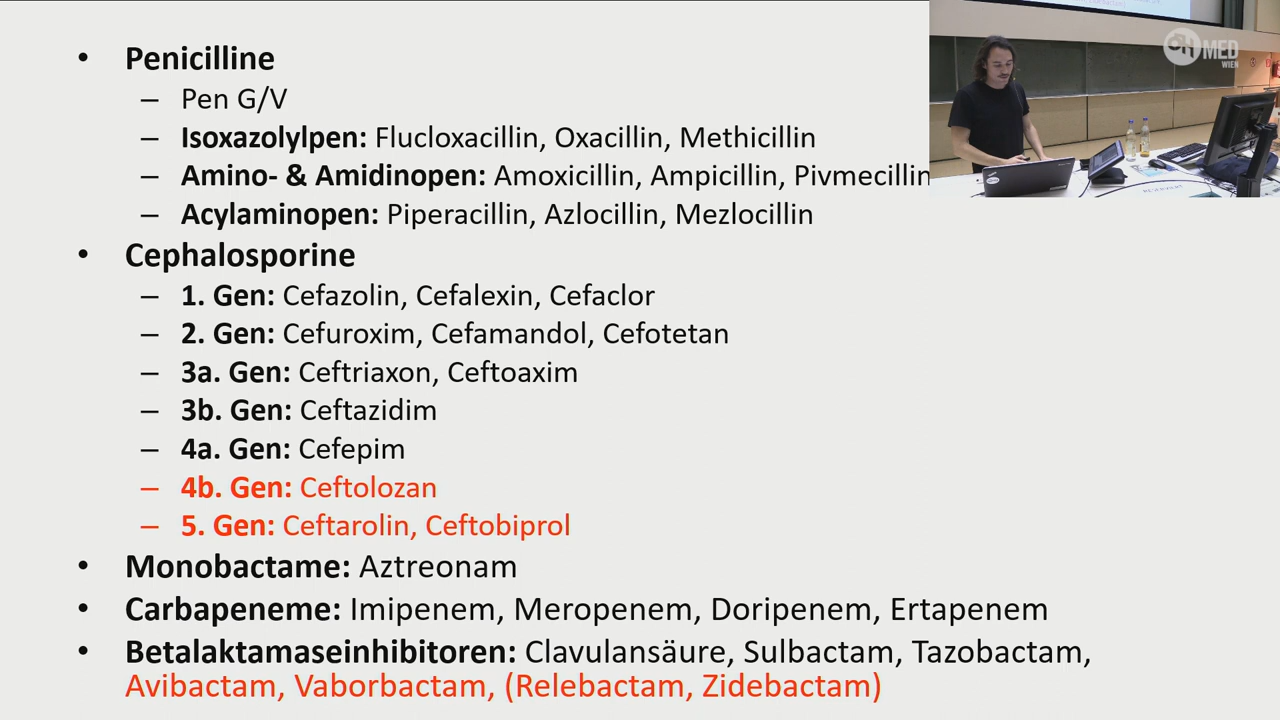 • Penicilline
– Pen G/V
– Isoxazolylpen: Flucloxacillin, Oxacillin, Methicillin
– Amino- & Amidinopen: Amoxicillin, Ampicillin, Pivmecillin
– Acylaminopen: Piperacillin, Azlocillin, Mezlocillin
• Cephalosporine
– 1. Gen: Cefazolin, Cefalexin, Cefaclor
– 2. Gen: Cefuroxim, Cefamandol, Cefotetan
– 3a. Gen: Ceftriaxon, Ceftoaxim
– 3b. Gen: Ceftazidim
– 4a. Gen: Cefepim
– 4b. Gen: Ceftolozan
– 5. Gen: Ceftarolin, Ceftobiprol
• Monobactame: Aztreonam
• Carbapeneme: Imipenem, Meropenem, Doripenem, Ertapenem
• Betalaktamaseinhibitoren: Clavulansäure, Sulbactam, Tazobactam,
Avibactam, Vaborbactam, (Relebactam, Zidebactam)
MED
WIEN